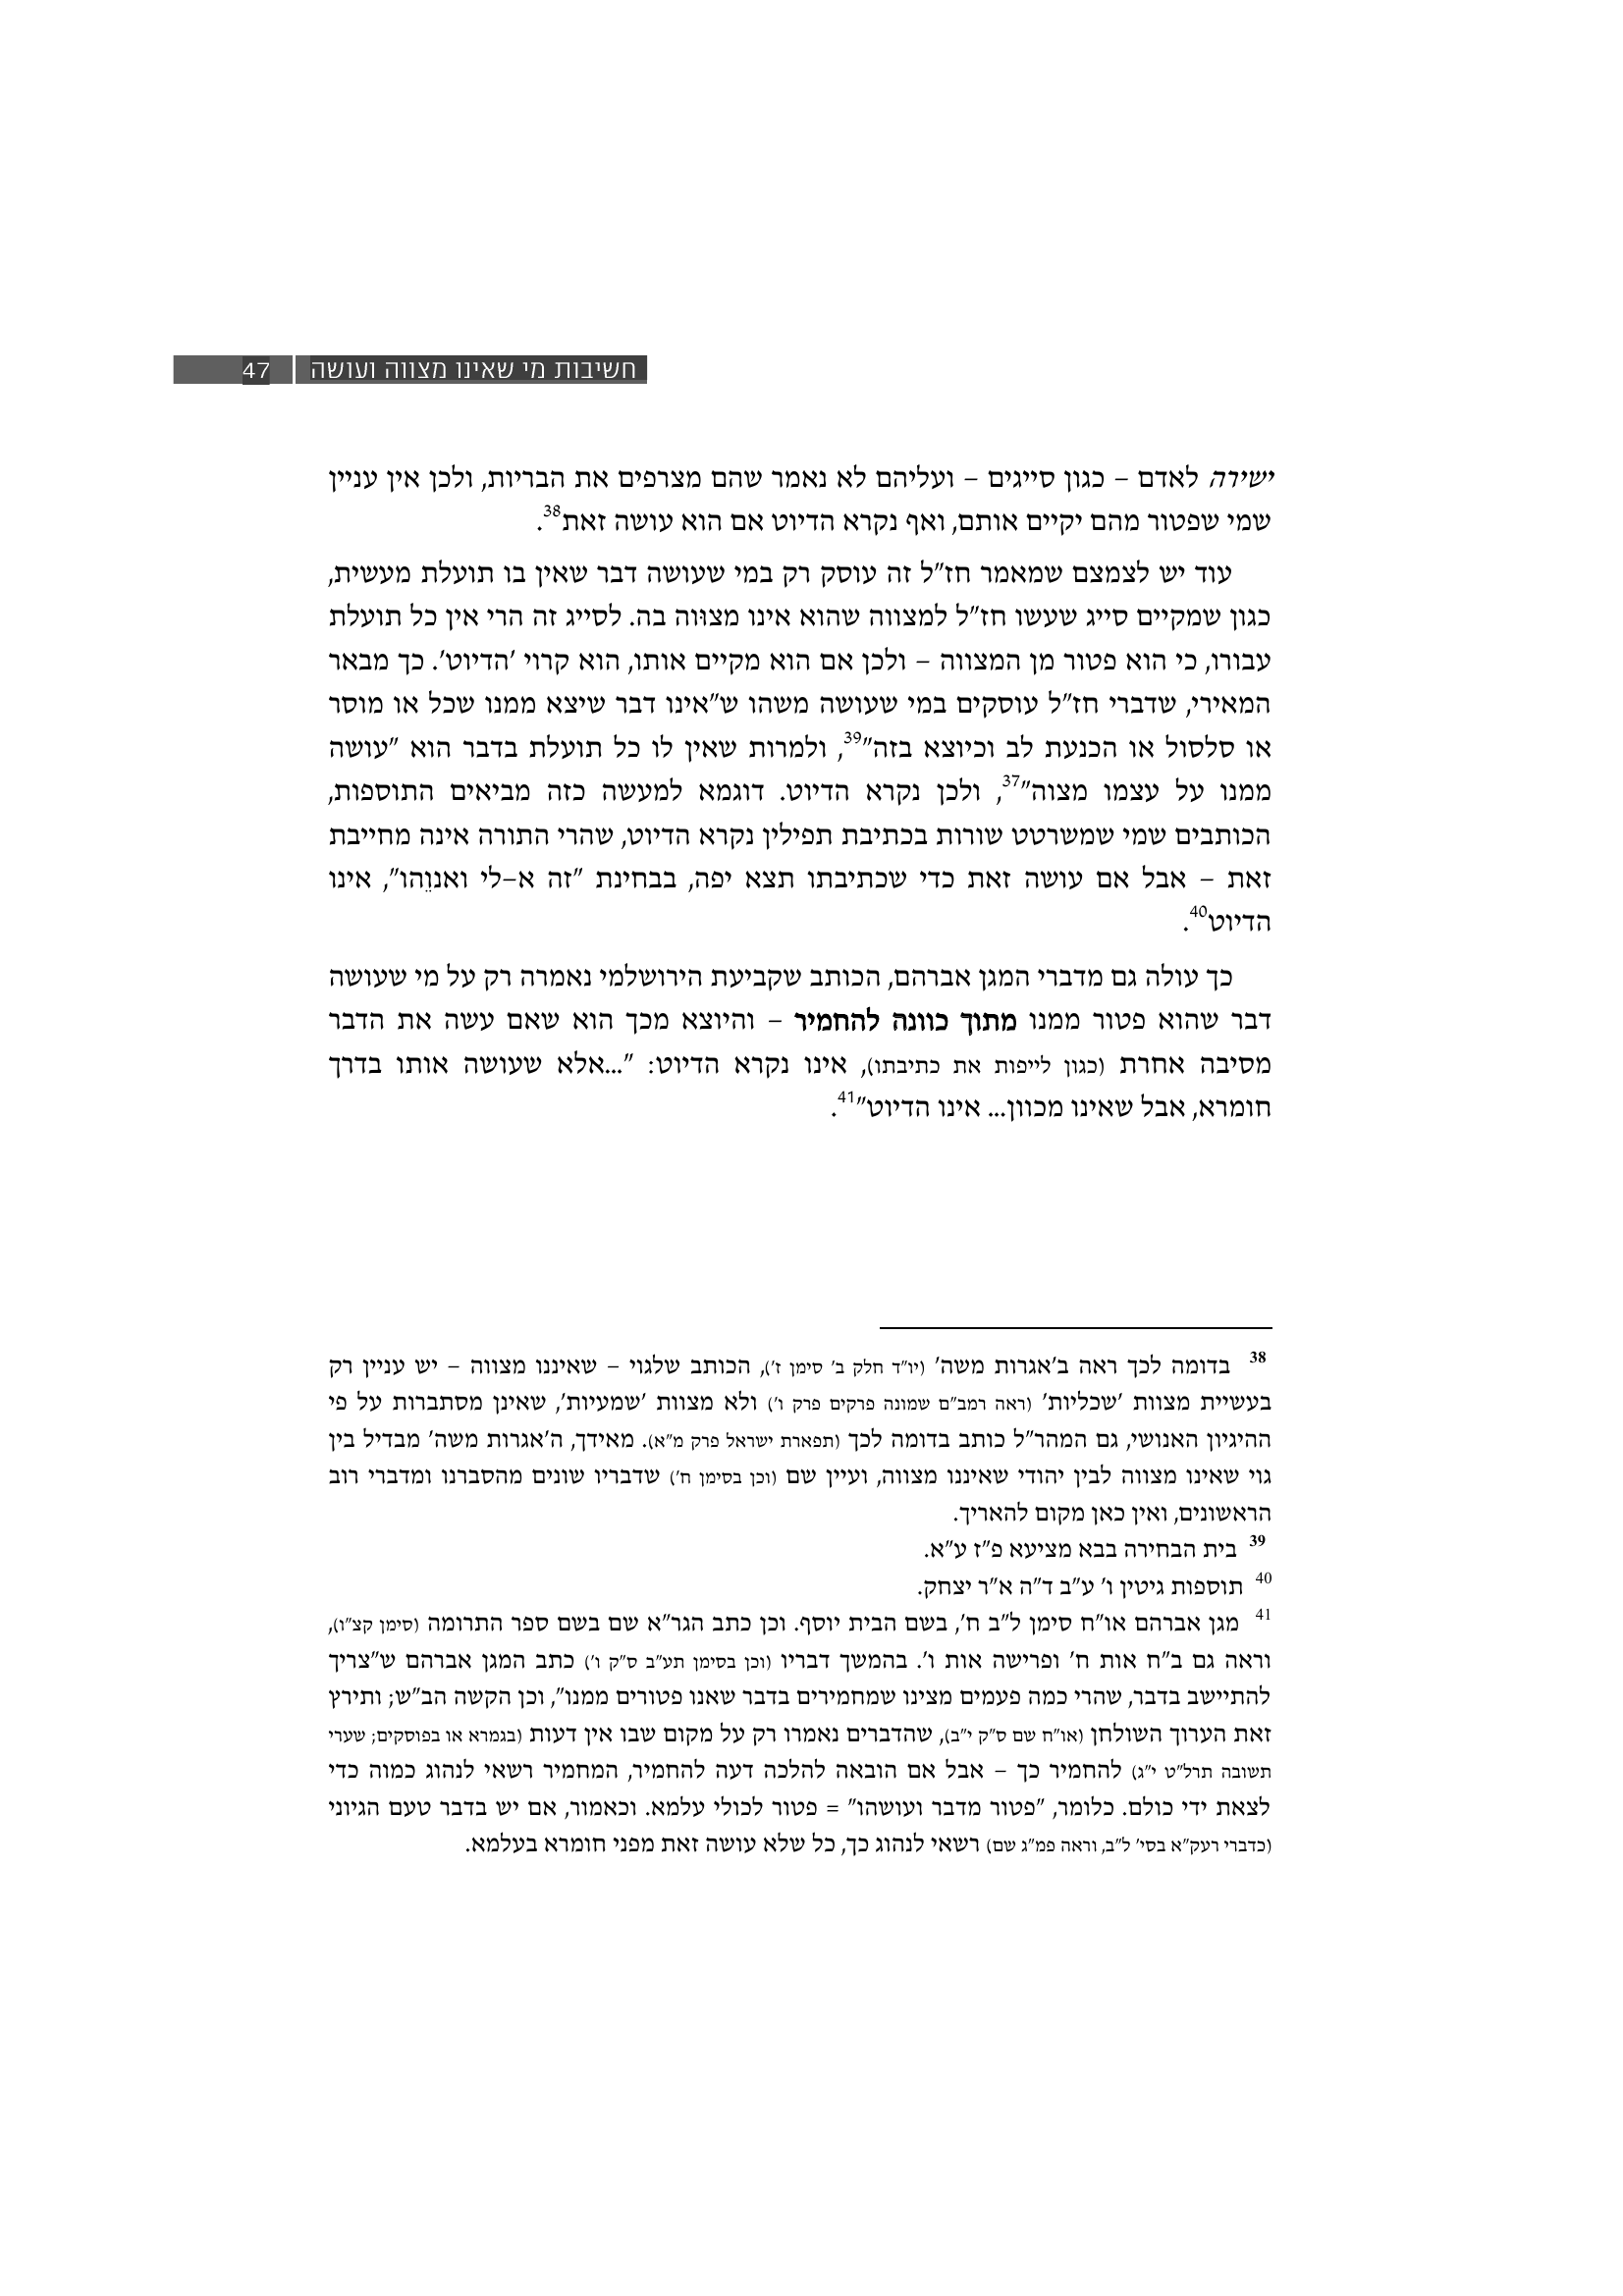 חשיבות מי שאינו מצווה ועושה 47
ישירה לאדם – כגון סייגים – ועליהם לא נאמר שהם מצרפים את הבריות, ולכן אין עניין
שמי שפטור מהם יקיים אותם, ואף נקרא הדיוט אם הוא עושה זאת38.
עוד יש לצמצם שמאמר חז"ל זה עוסק רק במי שעושה דבר שאין בו תועלת מעשית,
כגון שמקיים סייג שעשו חז"ל למצווה שהוא אינו מצוּוה בה. לסייג זה הרי אין כל תועלת
עבורו, כי הוא פטור מן המצווה – ולכן אם הוא מקיים אותו, הוא קרוי 'הדיוט'. כך מבאר
המאירי, שדברי חז"ל עוסקים במי שעושה משהו ש"אינו דבר שיצא ממנו שכל או מוסר
או סלסול או הכנעת לב וכיוצא בזה"39, ולמרות שאין לו כל תועלת בדבר הוא "עושה
ממנו על עצמו מצוה"37, ולכן נקרא הדיוט. דוגמא למעשה כזה מביאים התוספות,
הכותבים שמי שמשרטט שורות בכתיבת תפילין נקרא הדיוט, שהרי התורה אינה מחייבת
זאת – אבל אם עושה זאת כדי שכתיבתו תצא יפה, בבחינת "זה א–לי ואנוֵהו", אינו
הדיוט40.
כך עולה גם מדברי המגן אברהם, הכותב שקביעת הירושלמי נאמרה רק על מי שעושה
דבר שהוא פטור ממנו מתוך כוונה להחמיר – והיוצא מכך הוא שאם עשה את הדבר
מסיבה אחרת (כגון לייפות את כתיבתו), אינו נקרא הדיוט: "...אלא שעושה אותו בדרך
חומרא, אבל שאינו מכוון... אינו הדיוט"41.
38 בדומה לכך ראה ב'אגרות משה' (יו"ד חלק ב' סימן ז'), הכותב שלגוי – שאיננו מצווה – יש עניין רק
בעשיית מצוות 'שכליות' (ראה רמב"ם שמונה פרקים פרק ו') ולא מצוות 'שמעיות', שאינן מסתברות על פי
ההיגיון האנושי, גם המהר"ל כותב בדומה לכך (תפארת ישראל פרק מ"א). מאידך, ה'אגרות משה' מבדיל בין
גוי שאינו מצווה לבין יהודי שאיננו מצווה, ועיין שם (וכן בסימן ח') שדבריו שונים מהסברנו ומדברי רוב
הראשונים, ואין כאן מקום להאריך.
39 בית הבחירה בבא מציעא פ"ז ע"א.
40 תוספות גיטין ו' ע"ב ד"ה א"ר יצחק.
41 מגן אברהם או"ח סימן ל"ב ח', בשם הבית יוסף. וכן כתב הגר"א שם בשם ספר התרומה (סימן קצ"ו),
וראה גם ב"ח אות ח' ופרישה אות ו'. בהמשך דבריו (וכן בסימן תע"ב ס"ק ו') כתב המגן אברהם ש"צריך
להתיישב בדבר, שהרי כמה פעמים מצינו שמחמירים בדבר שאנו פטורים ממנו", וכן הקשה הב"ש; ותירץ
זאת הערוך השולחן (או"ח שם ס"ק י"ב), שהדברים נאמרו רק על מקום שבו אין דעות (בגמרא או בפוסקים; שערי
תשובה תרל"ט י"ג) להחמיר כך – אבל אם הובאה להלכה דעה להחמיר, המחמיר רשאי לנהוג כמוה כדי
לצאת ידי כולם. כלומר, "פטור מדבר ועושהו" = פטור לכולי עלמא. וכאמור, אם יש בדבר טעם הגיוני
(כדברי רעק"א בסי' ל"ב, וראה פמ"ג שם) רשאי לנהוג כך, כל שלא עושה זאת מפני חומרא בעלמא.